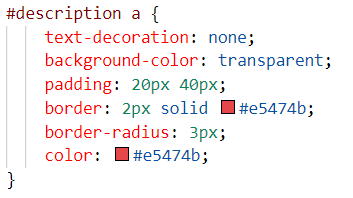 #description a {
text-decoration: none;
background-color: transparent;
padding: 20px 40px;
border: 2px solid #e5474b;
border-radius: 3px;
color: #e5474b;
}